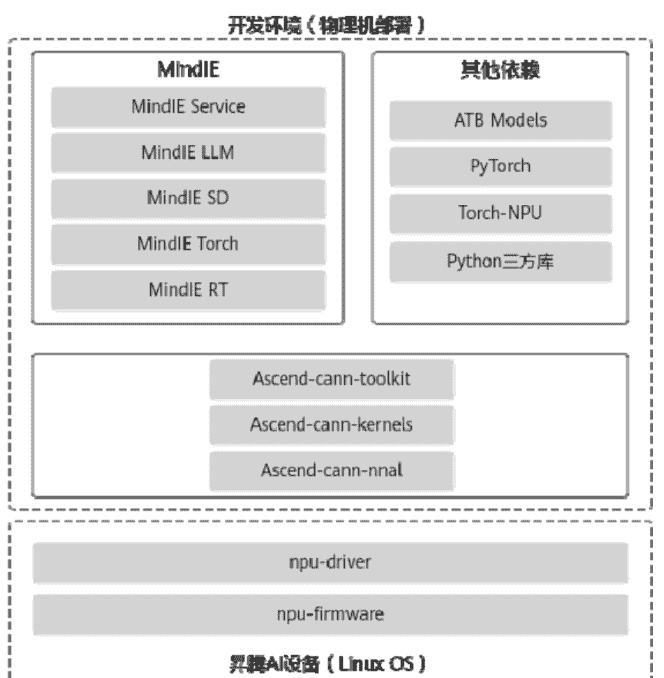 开发环境（物理机部署）
MindIE
MindIE Service
MindIE LLM
MindIE SD
MindIE Torch
MindIE RT
其他依赖
ATB Models
PyTorch
Torch-NPU
Python三方库
Ascend-cann-toolkit
Ascend-cann-kernels
Ascend-cann-nnal
npu-driver
npu-firmware
昇腾AI设备（Linux OS）